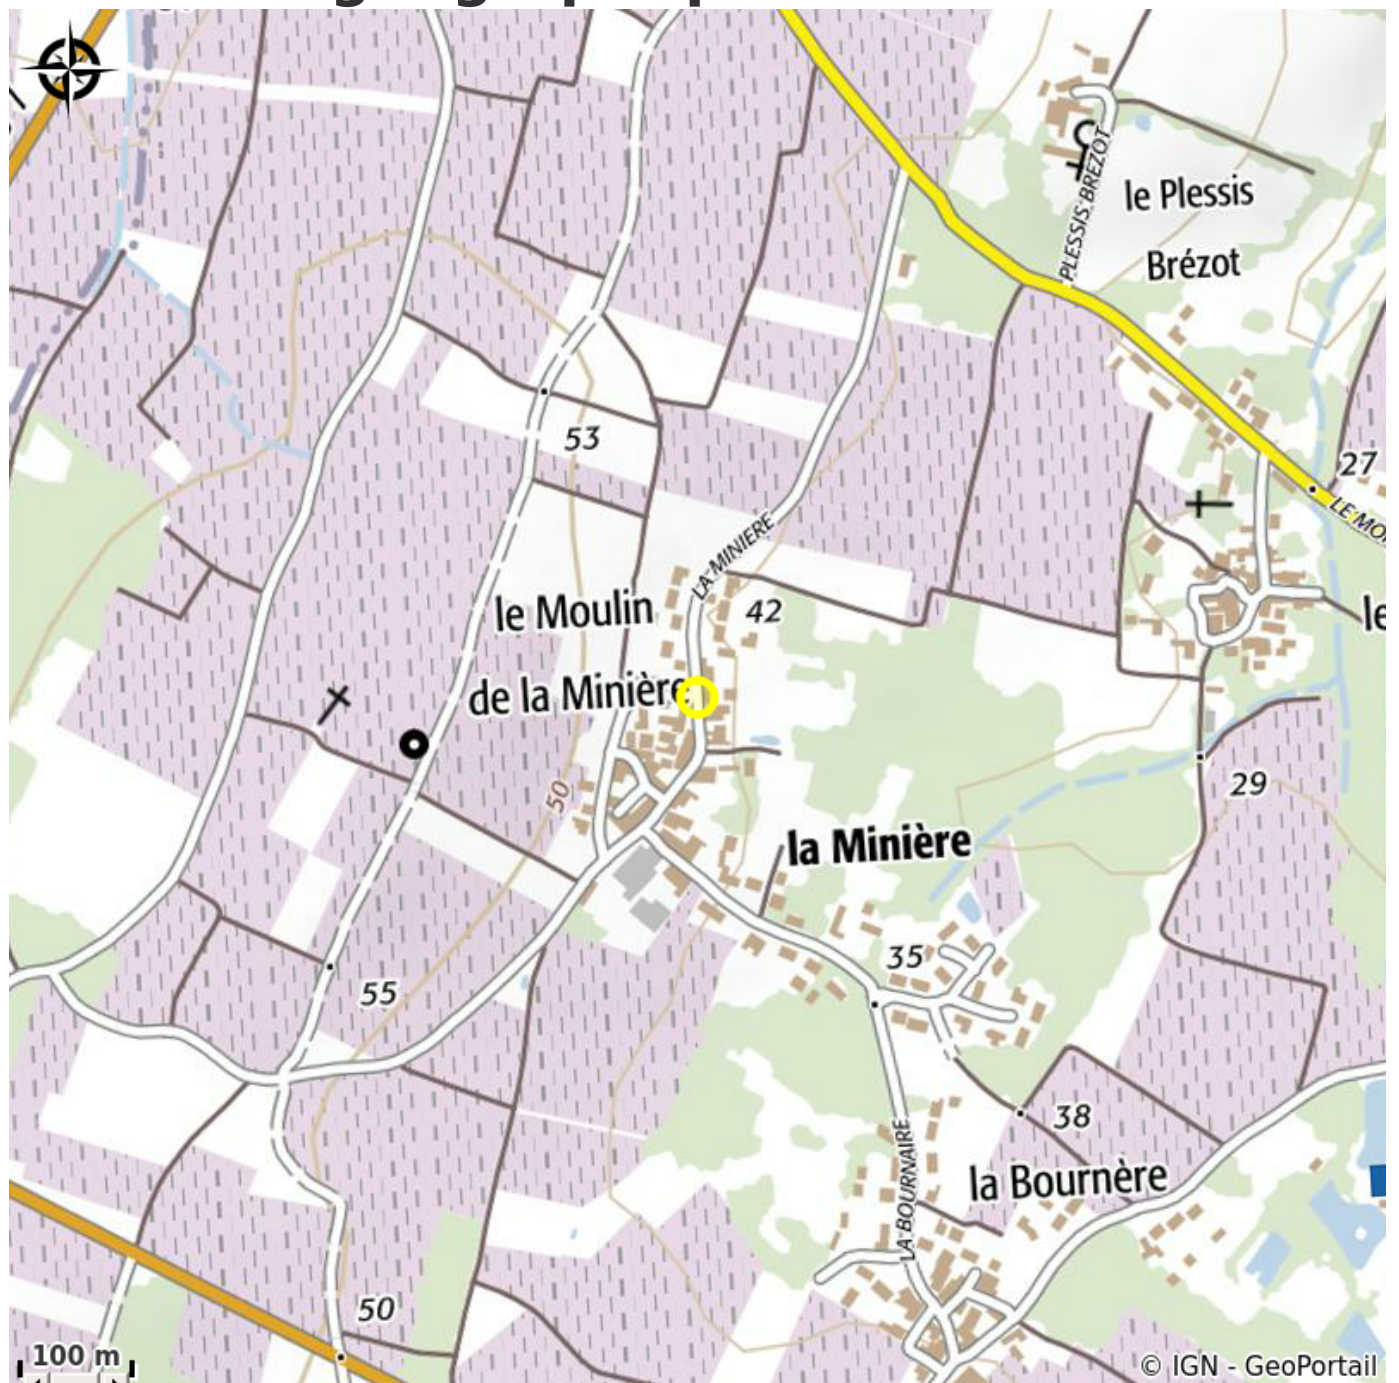 PLESSIS BREZOT
le Plessis
Brézot
53
27
LE MO
LA MINIERE
le Moulin
42
le
de la Minière
50
29
la Minière
35
55
38
LA BOURNAIRE
la Bournère
50
100 m
© IGN - GeoPortail